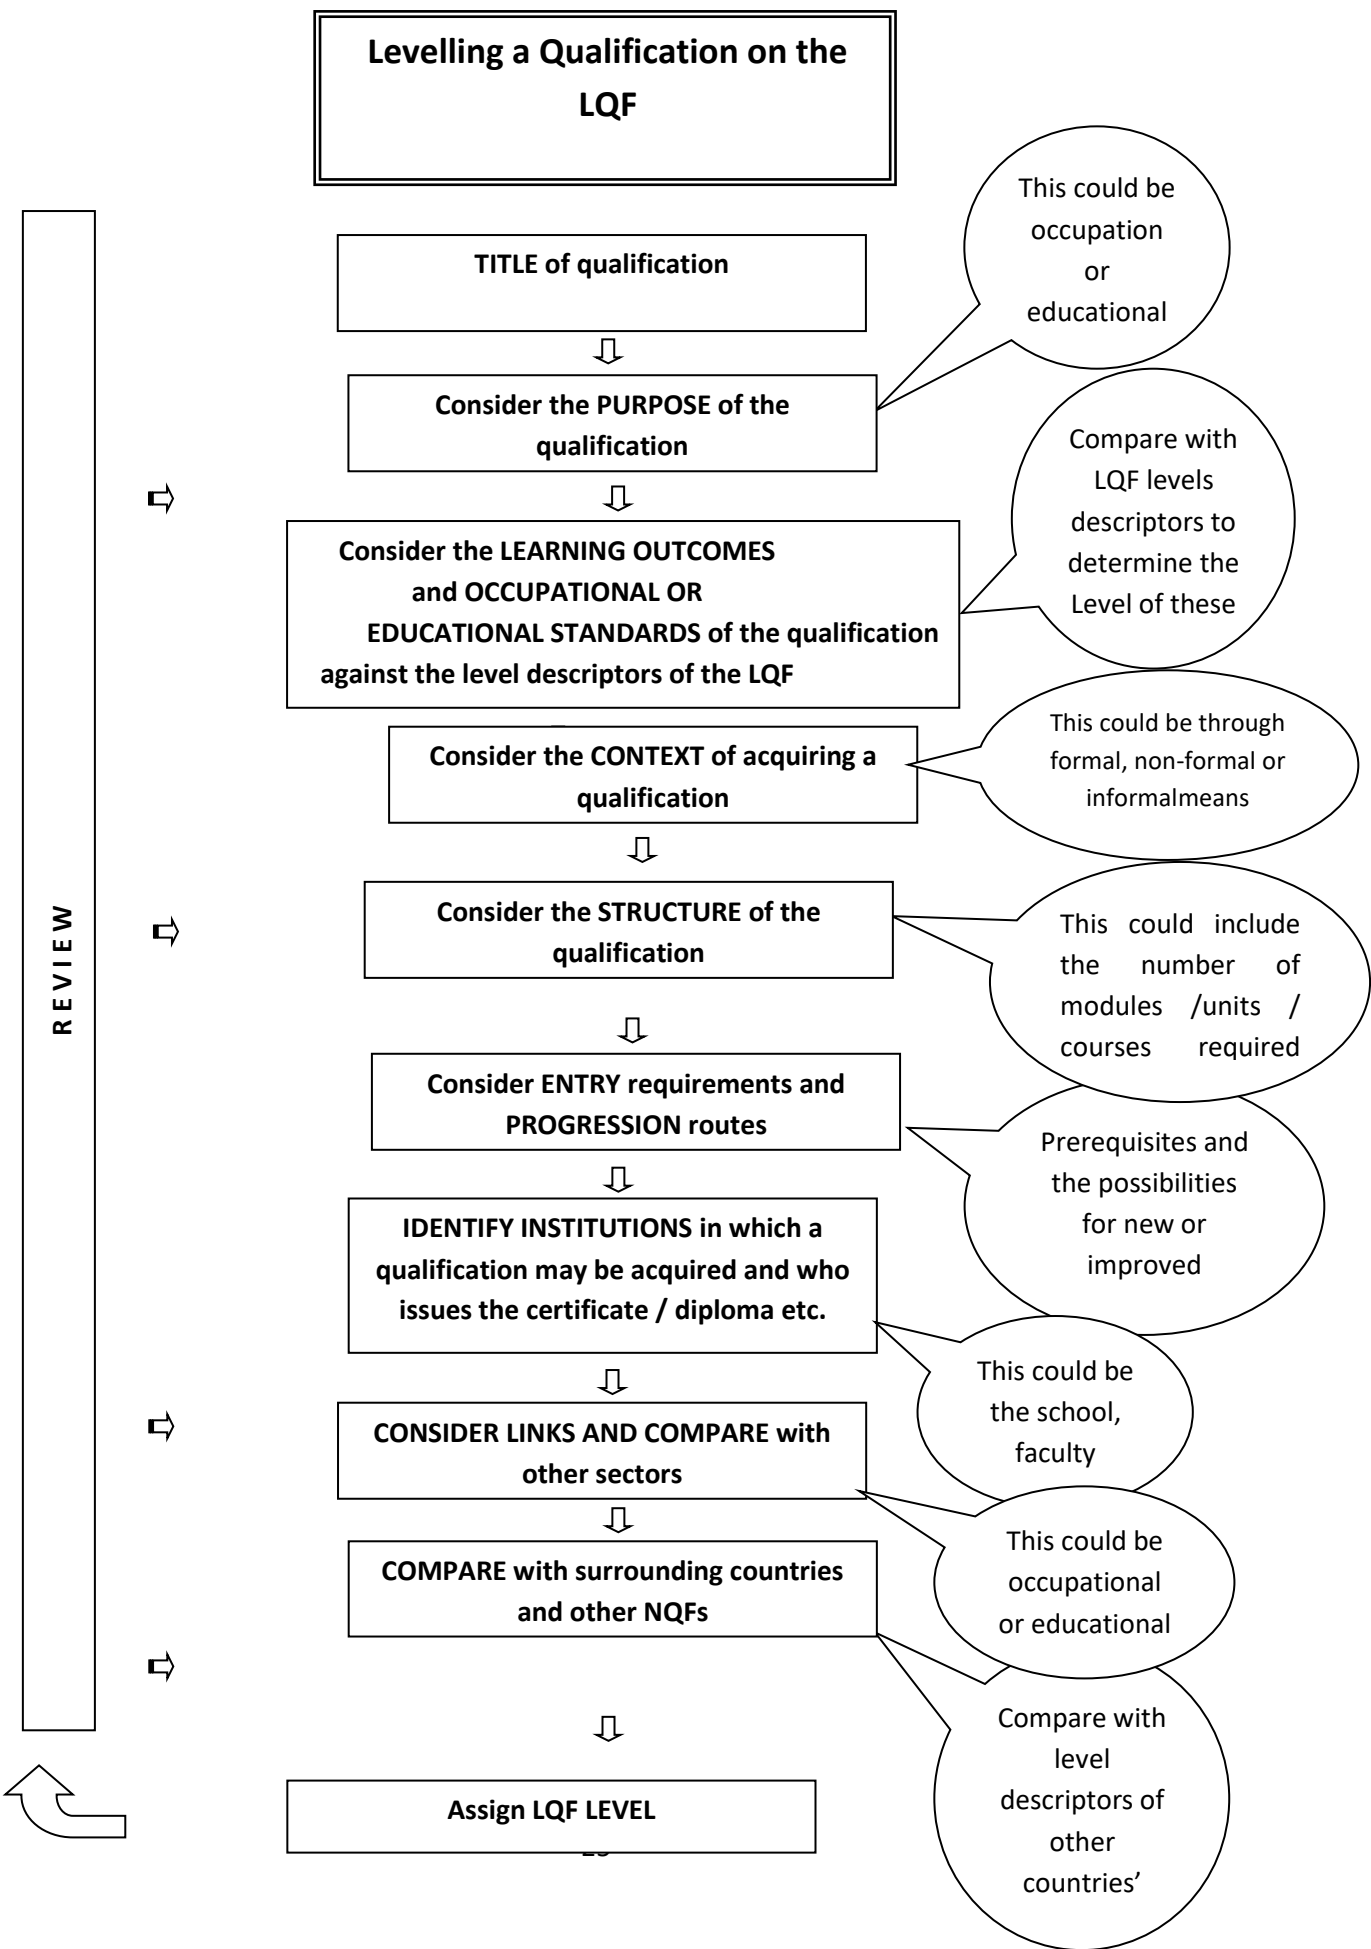 Levelling a Qualification on the
LQF
This could be
occupation
or
educational
TITLE of qualification
Consider the PURPOSE of the
qualification
Compare with
LQF levels
descriptors to
determine the
Level of these
Consider the LEARNING OUTCOMES
and OCCUPATIONAL OR
EDUCATIONAL STANDARDS of the qualification
against the level descriptors of the LQF
Consider the CONTEXT of acquiring a
qualification
This could be through
formal, non-formal or
informalmeans
REVIEW
Consider the STRUCTURE of the
qualification
This could include
the number of
modules /units /
courses required
Consider ENTRY requirements and
PROGRESSION routes
Prerequisites and
the possibilities
for new or
improved
IDENTIFY INSTITUTIONS in which a
qualification may be acquired and who
issues the certificate / diploma etc.
This could be
the school,
faculty
CONSIDER LINKS AND COMPARE with
other sectors
This could be
occupational
or educational
COMPARE with surrounding countries
and other NQFs
Compare with
level
descriptors of
other
countries’
Assign LQF LEVEL